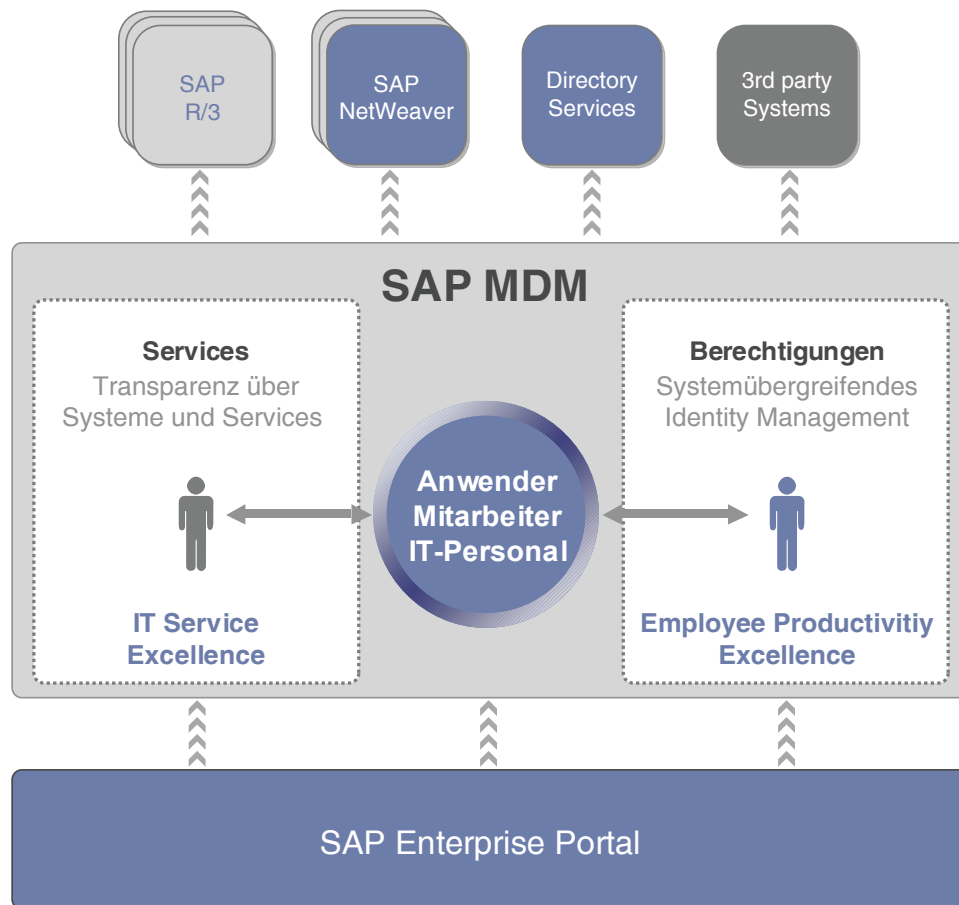 SAP
R/3
SAP
NetWeaver
Directory
Services
3rd party
Systems
SAP MDM
Services
Transparenz über
Systeme und Services
IT Service
Excellence
Anwender
Mitarbeiter
IT-Personal
Berechtigungen
Systemübergreifendes
Identity Management
Employee Productivitiy
Excellence
SAP Enterprise Portal